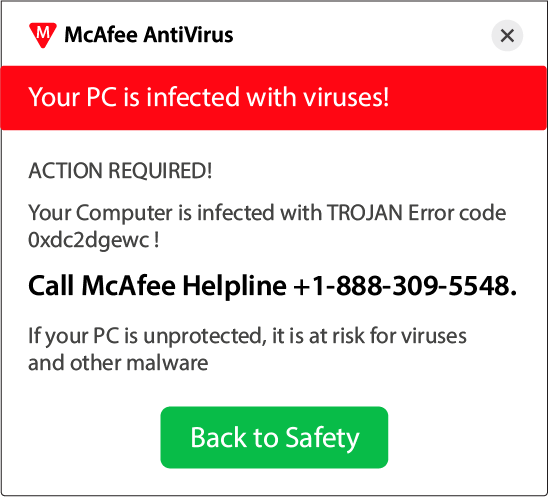 M McAfee AntiVirus
Your PC is infected with viruses!
ACTION REQUIRED!
Your Computer is infected with TROJAN Error code
0xdc2dgewc !
Call McAfee Helpline +1-888-309-5548.
If your PC is unprotected, it is at risk for viruses
and other malware
Back to Safety